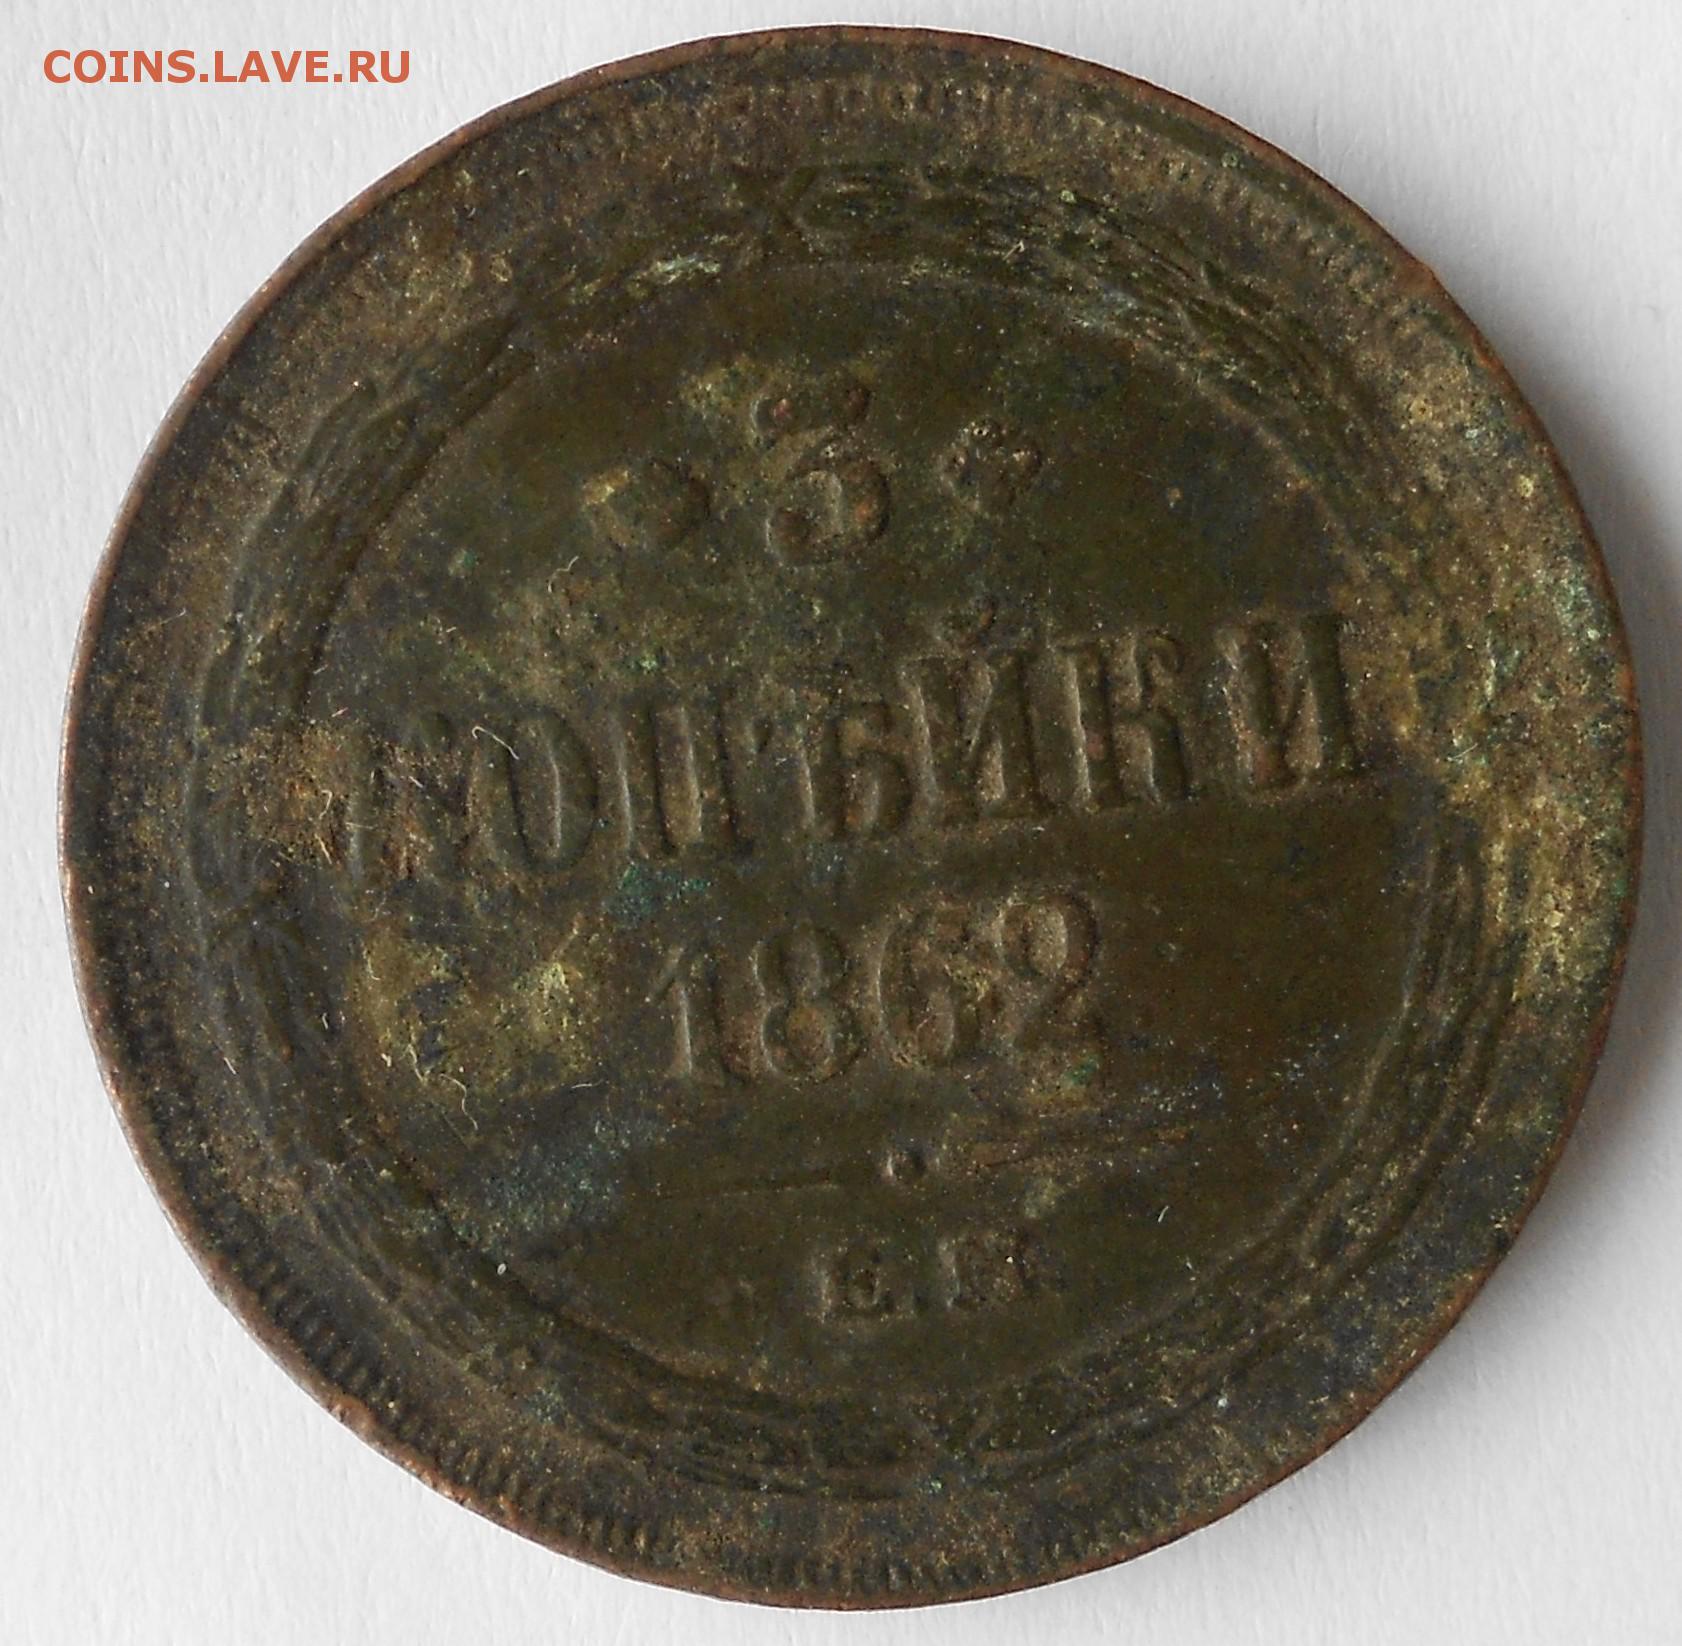 COINS.LAVE.RU
3
КОПѢЙКИ
1862
Е.М.